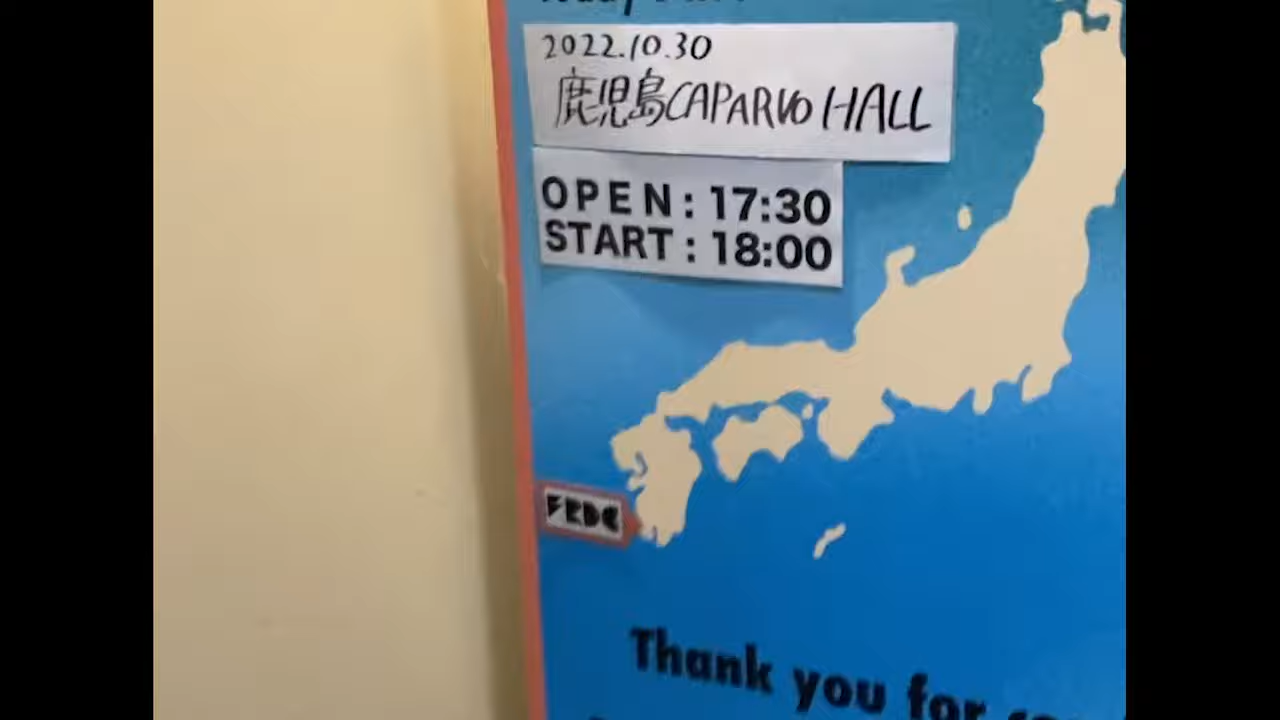 2022.10.30
鹿児島CAPARVO HALL
OPEN : 17:30
START : 18:00
Thank you for